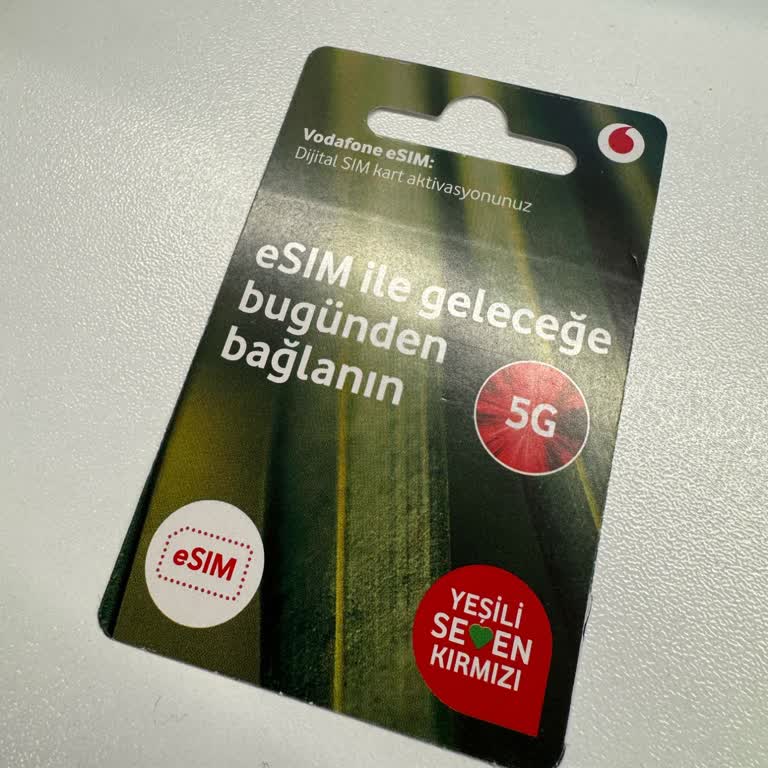 Vodafone eSIM:
Dijital SIM kart aktivasyonunuz
eSIM ile geleceğe
bugünden
bağlanın
5G
eSIM
YEŞİLİ
SEVEN
KIRMIZI